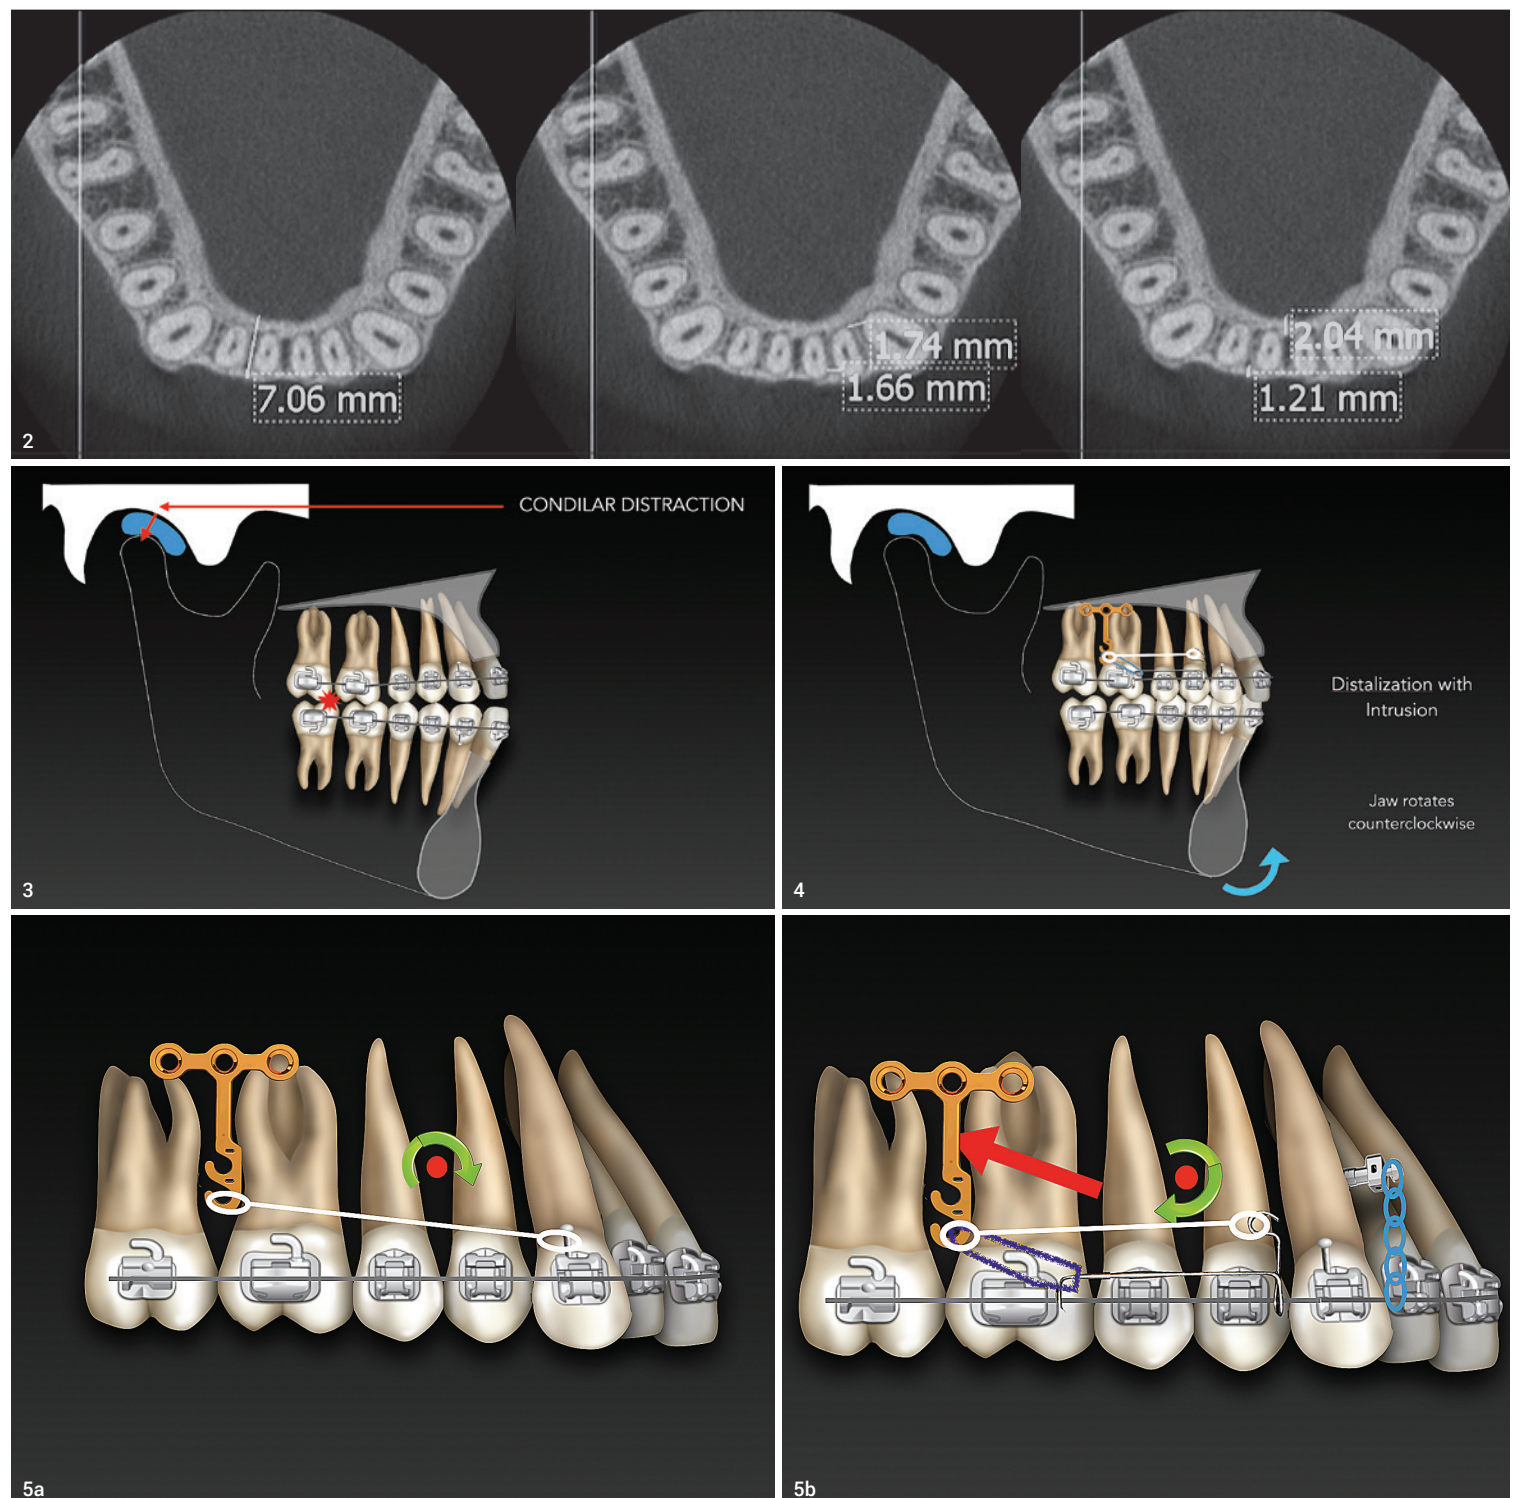 7.06 mm
1.74 mm
1.66 mm
2.04 mm
1.21 mm
2
CONDILAR DISTRACTION
3
Distalization with
Intrusion
Jaw rotates
counterclockwise
4
5a
5b